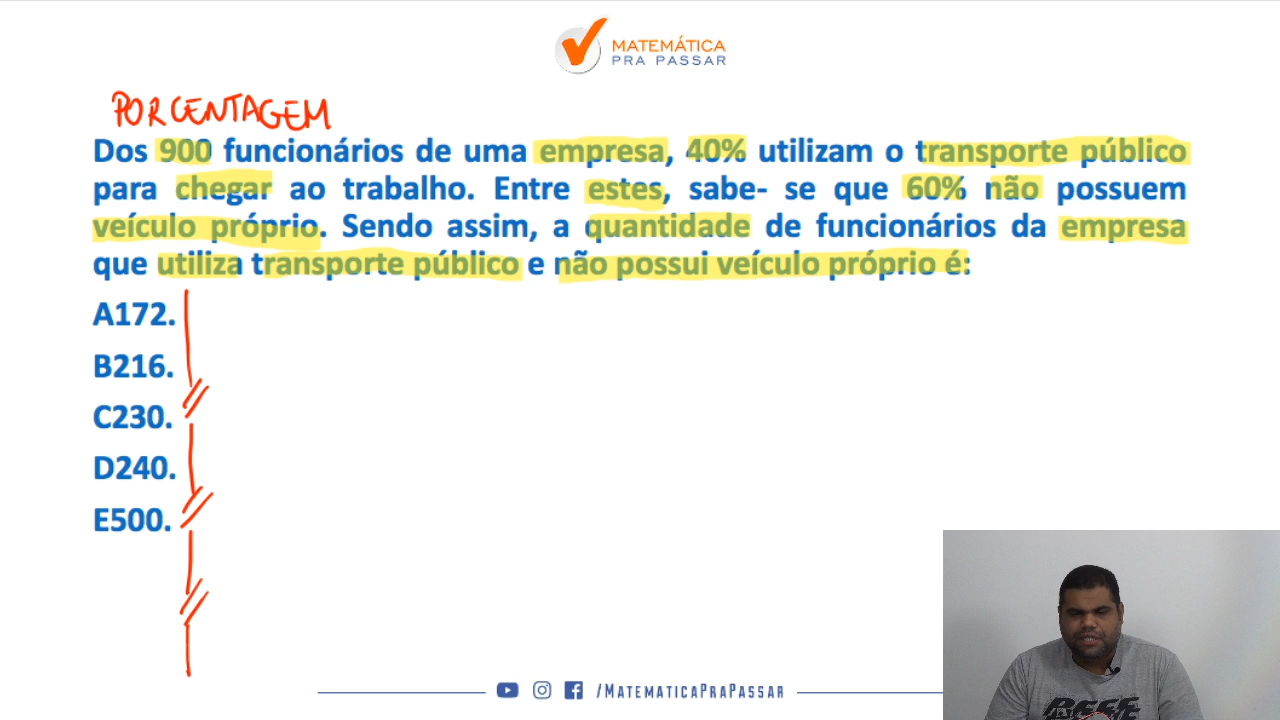 MATEMÁTICA
PRA PASSAR
PORCENTAGEM
Dos 900 funcionários de uma empresa, 40% utilizam o transporte público
para chegar ao trabalho. Entre estes, sabe- se que 60% não possuem
veículo próprio. Sendo assim, a quantidade de funcionários da empresa
que utiliza transporte público e não possui veículo próprio é:
A172.
B216.
C230.
D240.
E500.
/MATEMATICAPRAPASSAR